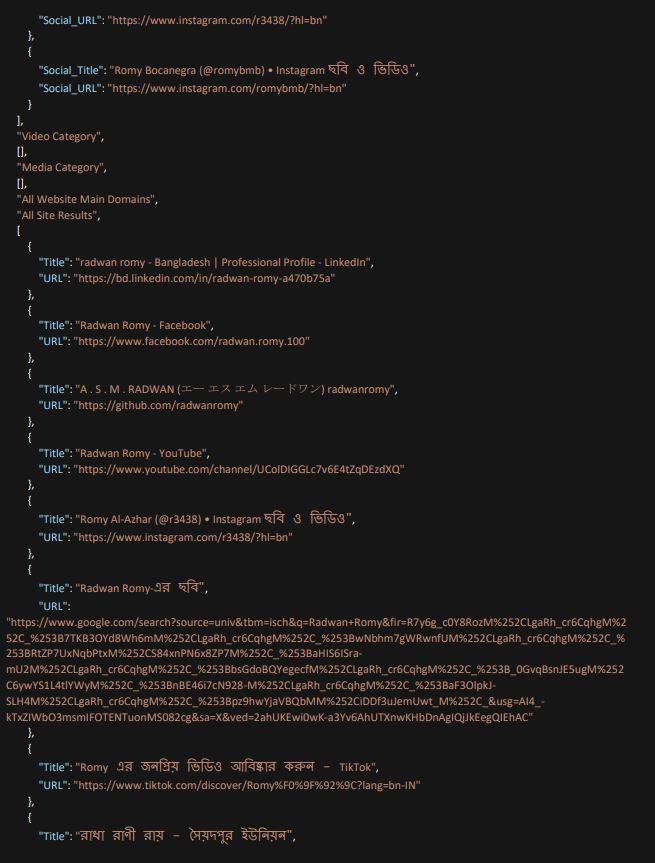 "Social_URL": "https://www.instagram.com/r3438/?hl=bn"
},
{
"Social_Title": "Romy Bocanegra (@romybmb) • Instagram ছবি ও ভিডিও",
"Social_URL": "https://www.instagram.com/romybmb/?hl=bn"
}
],
"Video Category",
[],
"Media Category",
[],
"All Website Main Domains",
"All Site Results",
[
{
"Title": "radwan romy - Bangladesh | Professional Profile - LinkedIn",
"URL": "https://bd.linkedin.com/in/radwan-romy-a470b75a"
},
{
"Title": "Radwan Romy - Facebook",
"URL": "https://www.facebook.com/radwan.romy.100"
},
{
"Title": "A . S . M . RADWAN (エー エス エム レードワン) radwanromy",
"URL": "https://github.com/radwanromy"
},
{
"Title": "Radwan Romy - YouTube",
"URL": "https://www.youtube.com/channel/UColDIGGLc7v6E4tZqDEzdXQ"
},
{
"Title": "Romy Al-Azhar (@r3438) • Instagram ছবি ও ভিডিও",
"URL": "https://www.instagram.com/r3438/?hl=bn"
},
{
"Title": "Radwan Romy-এর ছবি",
"URL":
"https://www.google.com/search?source=univ&tbm=isch&q=Radwan+Romy&fir=R7y6g_c0Y8RozM%252CLgaRh_cr6CqhgM%2
52C_%253B7TKB3OYd8Wh6mM%252CLgaRh_cr6CqhgM%252C_%253BwNbhm7gWRwnfUM%252CLgaRh_cr6CqhgM%252C_%
253BRtZP7UxNqbPtxM%252CS84xnPN6x8ZP7M%252C_%253BaHIS6ISra-
mU2M%252CLgaRh_cr6CqhgM%252C_%253BbsGdoBQYegecfM%252CLgaRh_cr6CqhgM%252C_%253B_0GvqBsnJE5ugM%252
C6ywYS1L4tlYWyM%252C_%253BnBE46i7cN928-M%252CLgaRh_cr6CqhgM%252C_%253BaF3OlpkJ-
SLH4M%252CLgaRh_cr6CqhgM%252C_%253Bpz9hwYjaVBQbMM%252CiDDf3uJemUwt_M%252C_&usg=AI4_-
kTxZIWbO3msmIFOTENTuonMS082cg&sa=X&ved=2ahUKEwi0wK-a3Yv6AhUTXnwKHbDnAgIQjJkEegQIEhAC"
},
{
"Title": "Romy এর জনপ্রিয় ভিডিও আবিষ্কার করুন - TikTok",
"URL": "https://www.tiktok.com/discover/Romy%F0%9F%92%9C?lang=bn-IN"
},
{
"Title": "রাধা রাণী রায় - সৈয়দপুর ইউনিয়ন",